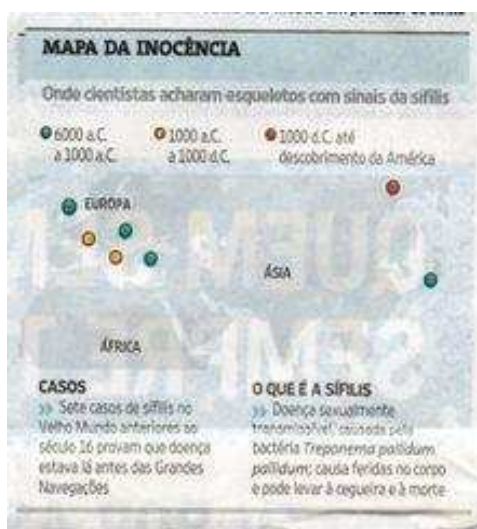 MAPA DA INOCÊNCIA
Onde cientistas acharam esqueletos com sinais da sífilis
6000 a.C.
a 1000 a.C.
1000 a.C.
a 1000 d.C.
1000 d.C. até
descobrimento da América
EUROPA
ÁSIA
ÁFRICA
CASOS
>> Sete casos de sífilis no
Velho Mundo anteriores ao
século 16 provam que doença
estava lá antes das Grandes
Navegações
O QUE É A SÍFILIS
>> Doença sexualmente
transmissível, causada pela
bactéria Treponema pallidum
pallidum; causa feridas no corpo
e pode levar à cegueira e à morte